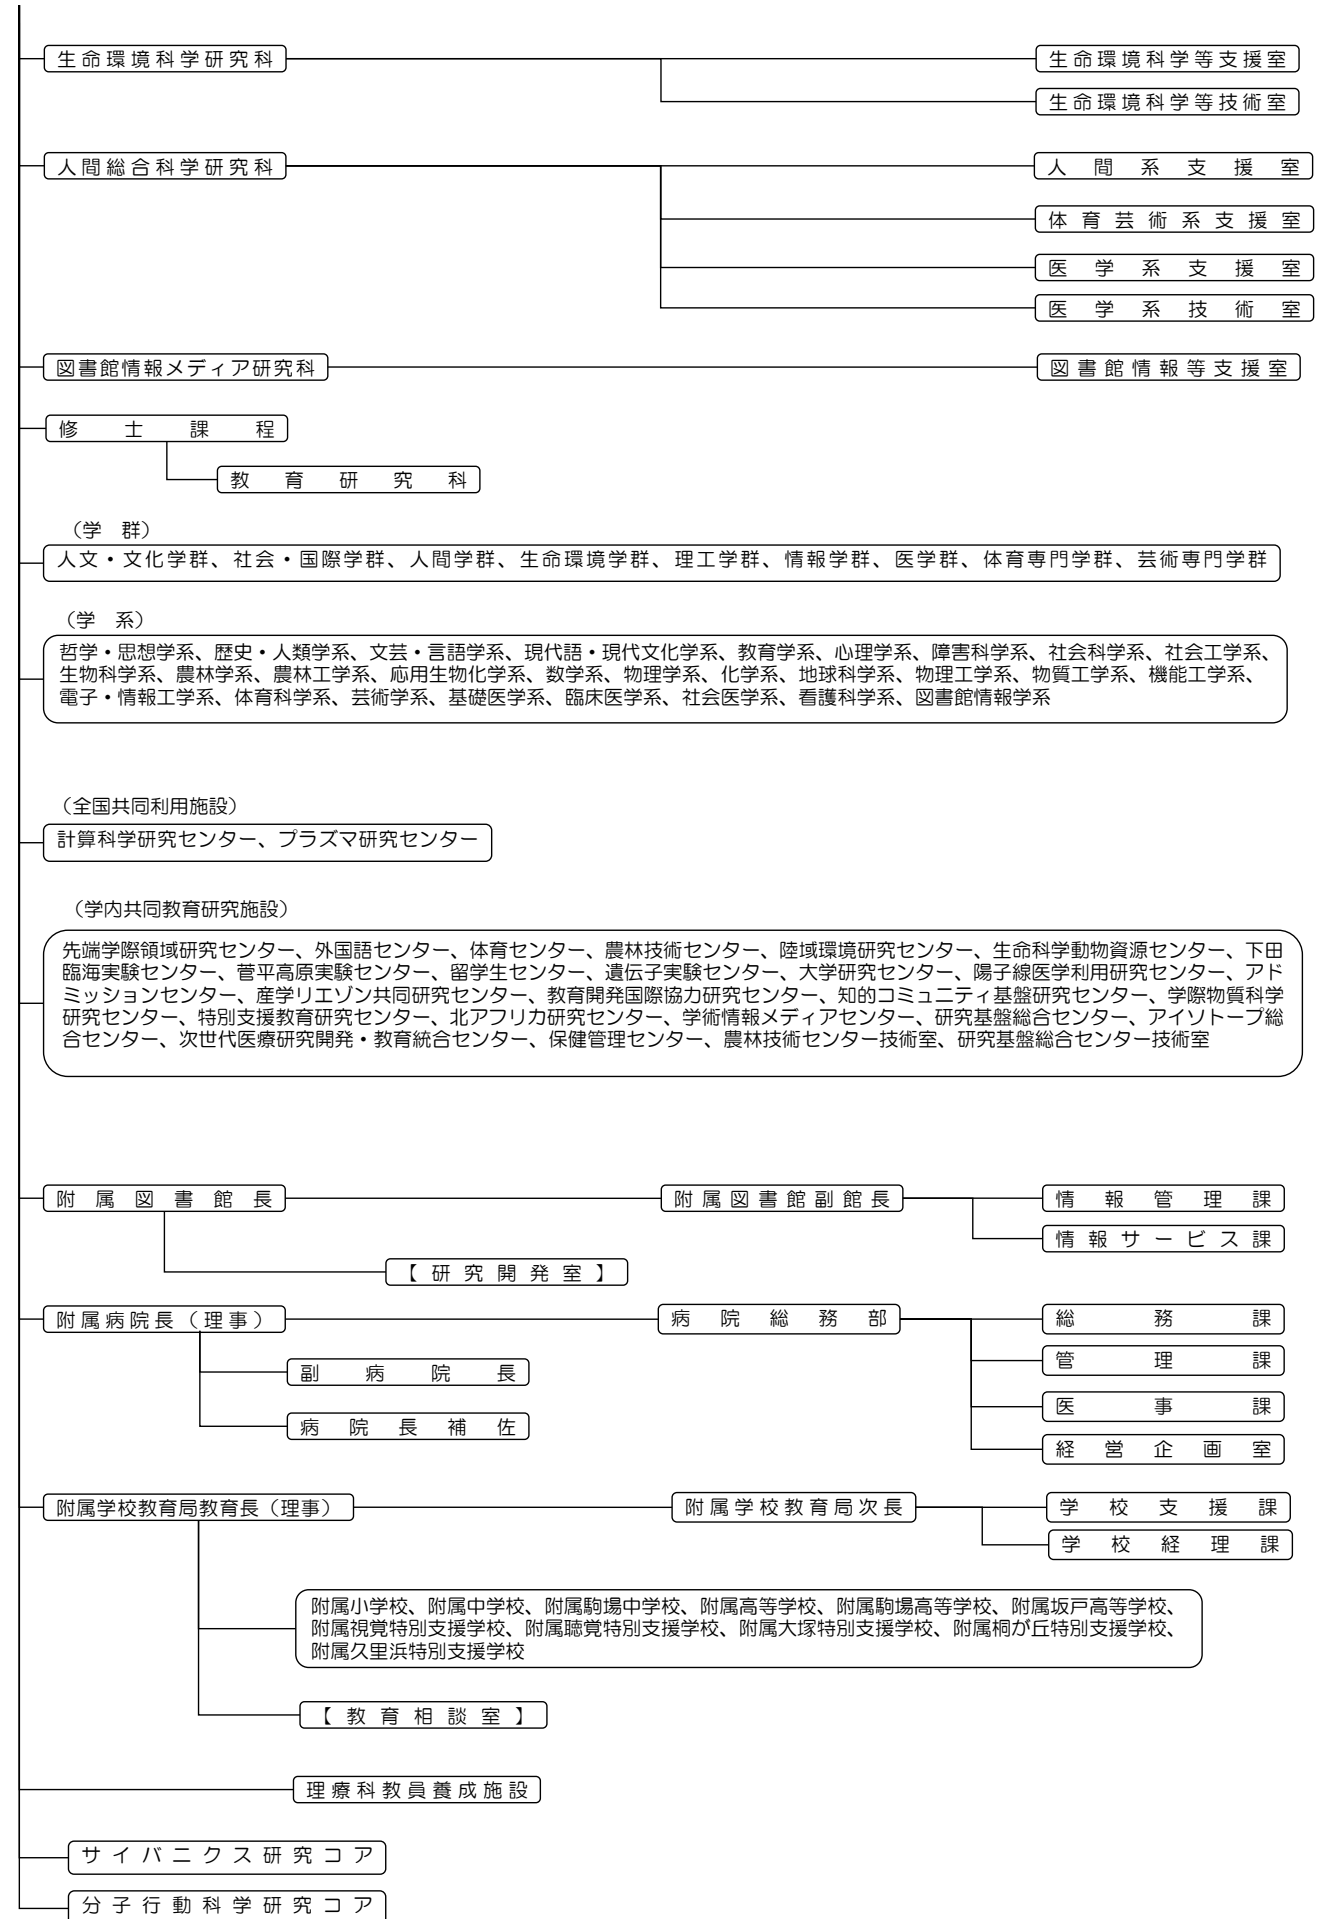 生命環境科学研究科
生命環境科学等支援室
生命環境科学等技術室
人間総合科学研究科
人間系支援室
体育芸術系支援室
医学系支援室
医学系技術室
図書館情報メディア研究科
図書館情報等支援室
修士課程
教育研究科
（学　群）
人文・文化学群、社会・国際学群、人間学群、生命環境学群、理工学群、情報学群、医学群、体育専門学群、芸術専門学群
（学　系）
哲学・思想学系、歴史・人類学系、文芸・言語学系、現代語・現代文化学系、教育学系、心理学系、障害科学系、社会科学系、社会工学系、
生物科学系、農林学系、農林工学系、応用生物化学系、数学系、物理学系、化学系、地球科学系、物理工学系、物質工学系、機能工学系、
電子・情報工学系、体育科学系、芸術学系、基礎医学系、臨床医学系、社会医学系、看護科学系、図書館情報学系
（全国共同利用施設）
計算科学研究センター、プラズマ研究センター
（学内共同教育研究施設）
先端学際領域研究センター、外国語センター、体育センター、農林技術センター、陸域環境研究センター、生命科学動物資源センター、下田
臨海実験センター、菅平高原実験センター、留学生センター、遺伝子実験センター、大学研究センター、陽子線医学利用研究センター、アド
ミッションセンター、産学リエゾン共同研究センター、教育開発国際協力研究センター、知的コミュニティ基盤研究センター、学際物質科学
研究センター、特別支援教育研究センター、北アフリカ研究センター、学術情報メディアセンター、研究基盤総合センター、アイソトープ総
合センター、次世代医療研究開発・教育統合センター、保健管理センター、農林技術センター技術室、研究基盤総合センター技術室
附属図書館長
附属図書館副館長
情報管理課
情報サービス課
【研究開発室】
附属病院長（理事）
病院総務部
総務課
管理課
副病院長
医事課
病院長補佐
経営企画室
附属学校教育局教育長（理事）
附属学校教育局次長
学校支援課
学校経理課
附属小学校、附属中学校、附属駒場中学校、附属高等学校、附属駒場高等学校、附属坂戸高等学校、
附属視覚特別支援学校、附属聴覚特別支援学校、附属大塚特別支援学校、附属桐が丘特別支援学校、
附属久里浜特別支援学校
【教育相談室】
理療科教員養成施設
サイバニクス研究コア
分子行動科学研究コア